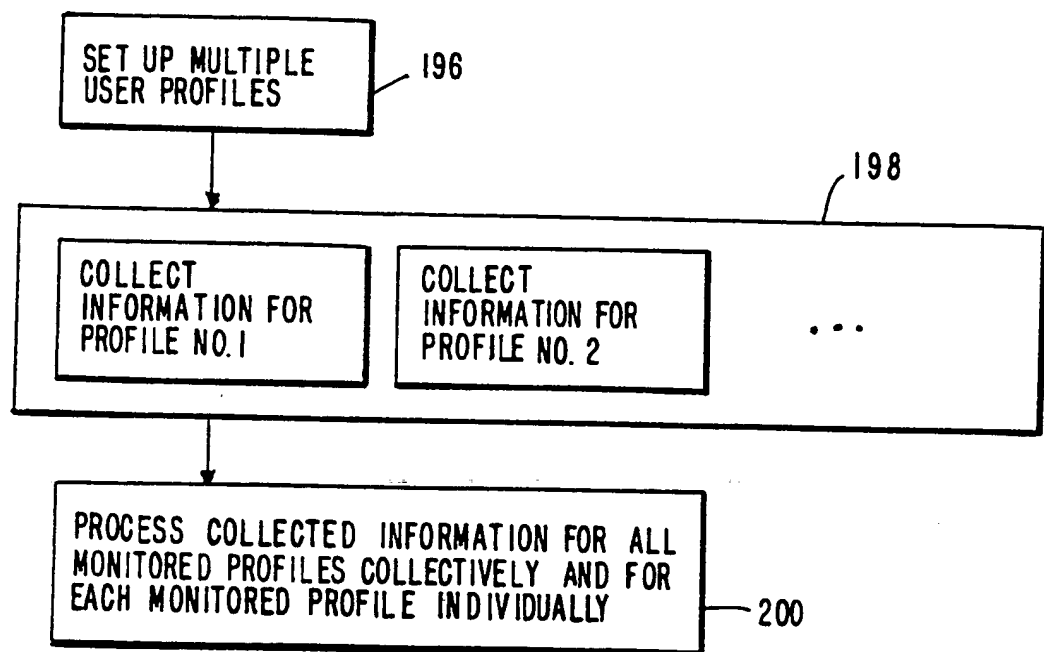 SET UP MULTIPLE
USER PROFILES
196
198
COLLECT
INFORMATION FOR
PROFILE NO. 1
COLLECT
INFORMATION FOR
PROFILE NO. 2
...
PROCESS COLLECTED INFORMATION FOR ALL
MONITORED PROFILES COLLECTIVELY AND FOR
EACH MONITORED PROFILE INDIVIDUALLY
200